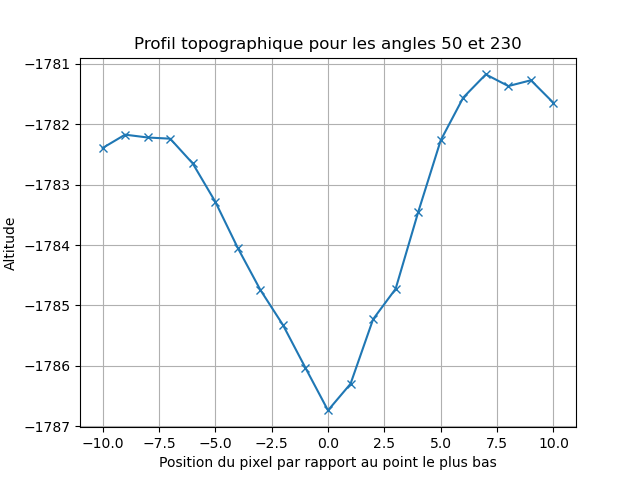 Profil topographique pour les angles 50 et 230
Altitude
−1781
−1782
−1783
−1784
−1785
−1786
−1787
−10.0 −7.5 −5.0 −2.5 0.0 2.5 5.0 7.5 10.0
Position du pixel par rapport au point le plus bas